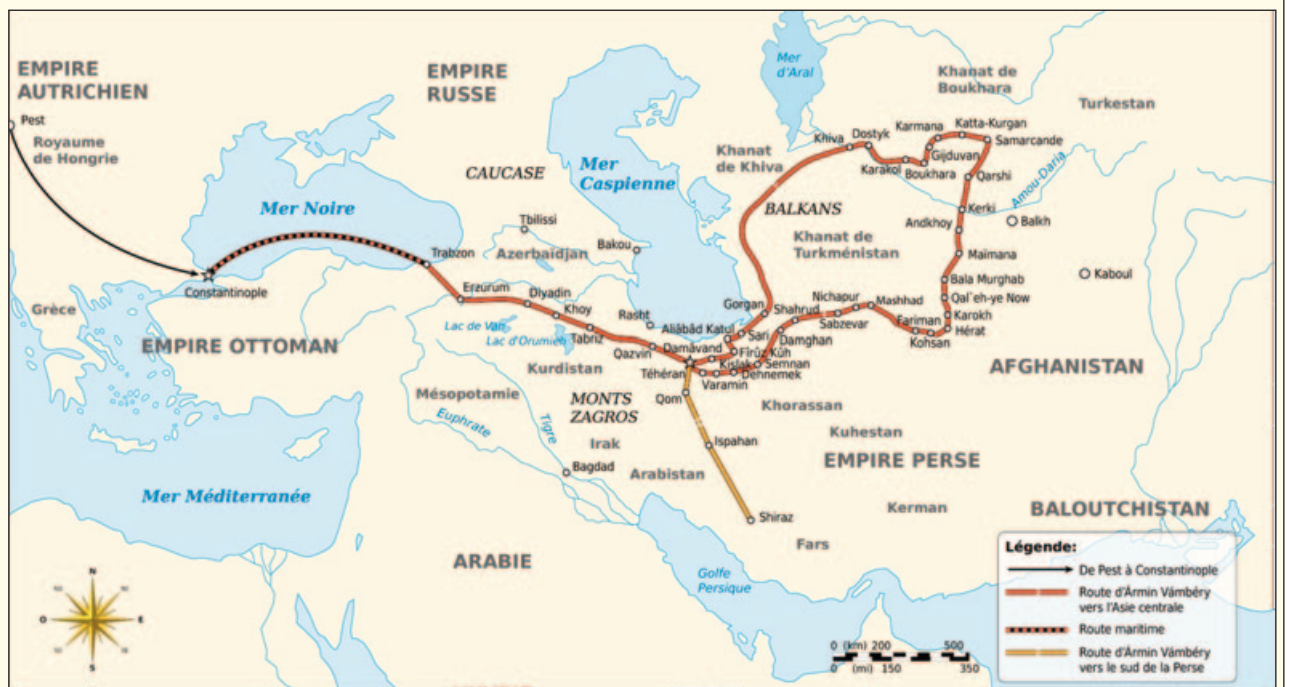 EMPIRE
AUTRICHIEN
Pest
Royaume
de Hongrie
EMPIRE
RUSSE
Mer
d'Aral
Khanat de
Boukhara
Turkestan
CAUCASE
Mer
Caspienne
Khanat
de Khiva
Khiva
Dostyk
Karmana
Katta-Kurgan
Samarcande
Karakol
Boukhara
Gijduvan
Qarshi
Amou-Daria
Mer Noire
Tbilissi
Azerbaïdjan
Bakou
BALKANS
Khanat de
Turkménistan
Kerki
Andkhoy
Balkh
Maïmana
Kaboul
Trabzon
Constantinople
Grèce
Erzurum
Diyadin
Khoy
Tabriz
Lac de Van
Lac d'Orumieh
Rasht
Gorgan
Aliâbâd Katul
Sari
Shahrud
Nichapur
Mashhad
Bala Murghab
Qal`eh-ye Now
Karokh
Hérat
Sabzevar
Fariman
Kohsan
Damghan
EMPIRE OTTOMAN
Qazvin
Damâvand
Fîrûz Kûh
Kislak
Semnan
Téhéran
Varamin
Dehnemek
Kurdistan
AFGHANISTAN
Mésopotamie
MONTS
ZAGROS
Qom
Khorassan
Euphrate
Tigre
Irak
Ispahan
Kuhestan
Bagdad
Arabistan
EMPIRE PERSE
Mer Méditerranée
Kerman
BALOUTCHISTAN
Shiraz
Fars
ARABIE
Golfe
Persique
N
O
E
S
0 (km) 200 500
0 (mi) 150 350
Légende:
De Pest à Constantinople
Route d'Ármin Vámbéry
vers l'Asie centrale
Route maritime
Route d'Ármin Vámbéry
vers le sud de la Perse